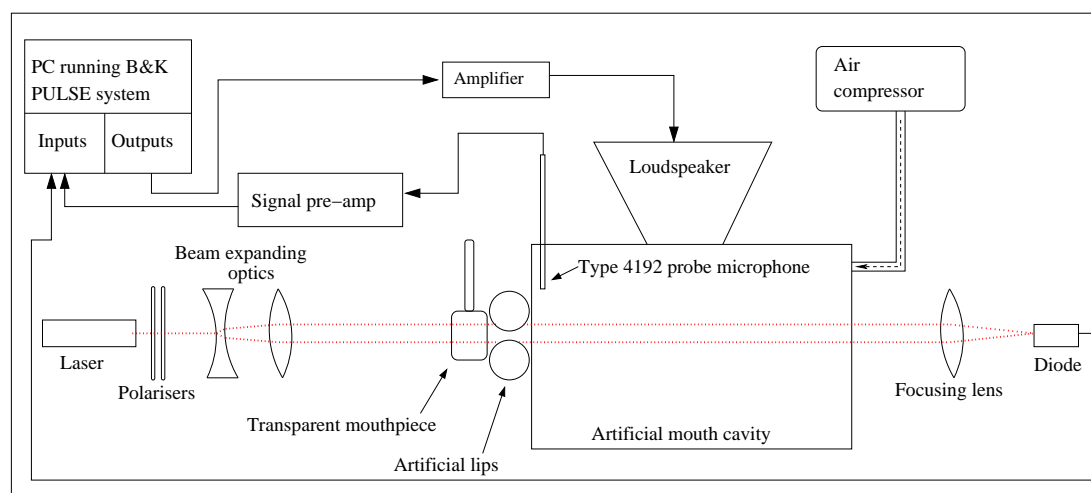 PC running B&K
PULSE system
Inputs
Outputs
Amplifier
Air
compressor
Loudspeaker
Signal pre−amp
Beam expanding
optics
Type 4192 probe microphone
Laser
Polarisers
Diode
Focusing lens
Transparent mouthpiece
Artificial mouth cavity
Artificial lips